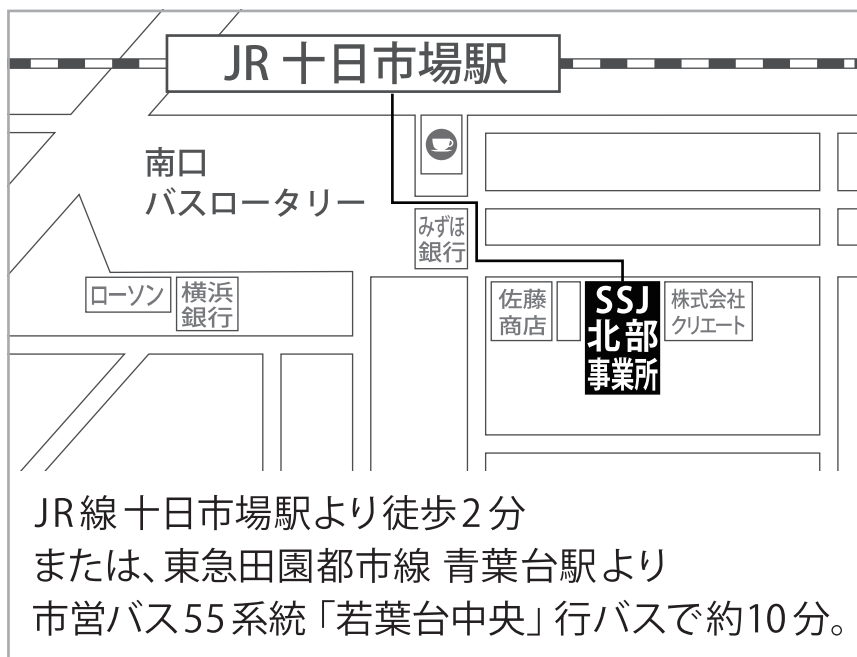 JR 十日市場駅
南口
バスロータリー
みずほ
銀行
ローソン
横浜
銀行
佐藤
商店
SSJ
北部
事業所
株式会社
クリエート
JR線 十日市場駅より徒歩2分
または、東急田園都市線 青葉台駅より
市営バス55系統「若葉台中央」行バスで約10分。